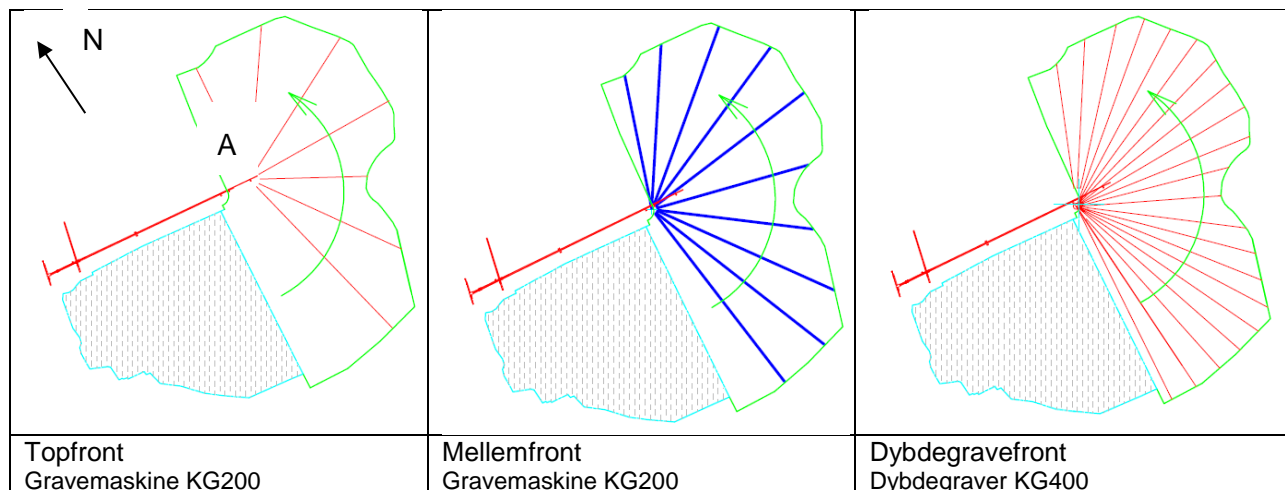 N
A
Topfront
Gravemaskine KG200
Mellemfront
Gravemaskine KG200
Dybdegravefront
Dybdegraver KG400